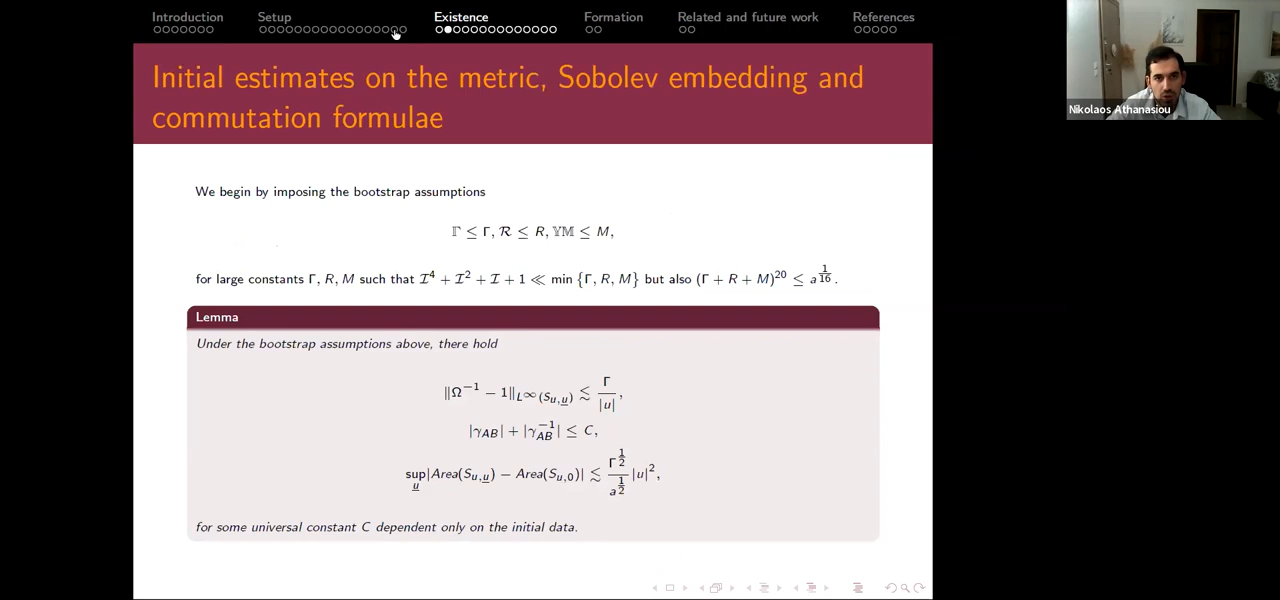 Introduction Setup Existence Formation Related and future work References
Initial estimates on the metric, Sobolev embedding and
commutation formulae
Nikolaos Athanasiou
We begin by imposing the bootstrap assumptions
𝕀Γ ≤ Γ, ℛ ≤ R, 𝕐𝕄 ≤ M,
for large constants Γ, R, M such that ℐ⁴ + ℐ² + ℐ + 1 ≪ min {Γ, R, M} but also (Γ + R + M)²⁰ ≤ a^{1/16}.
Lemma
Under the bootstrap assumptions above, there hold
‖Ω⁻¹ − 1‖_{L∞(S_{u,u̲})} ≲ Γ/|u|,
|γ_{AB}| + |γ⁻¹_{AB}| ≤ C,
sup_{u̲}|Area(S_{u,u̲}) − Area(S_{u,0})| ≲ Γ^{1/2}/a^{1/2} |u|²,
for some universal constant C dependent only on the initial data.